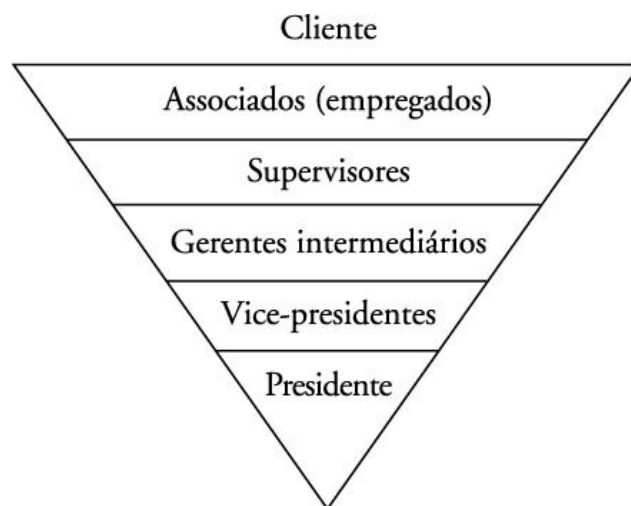 Cliente
Associados (empregados)
Supervisores
Gerentes intermediários
Vice-presidentes
Presidente